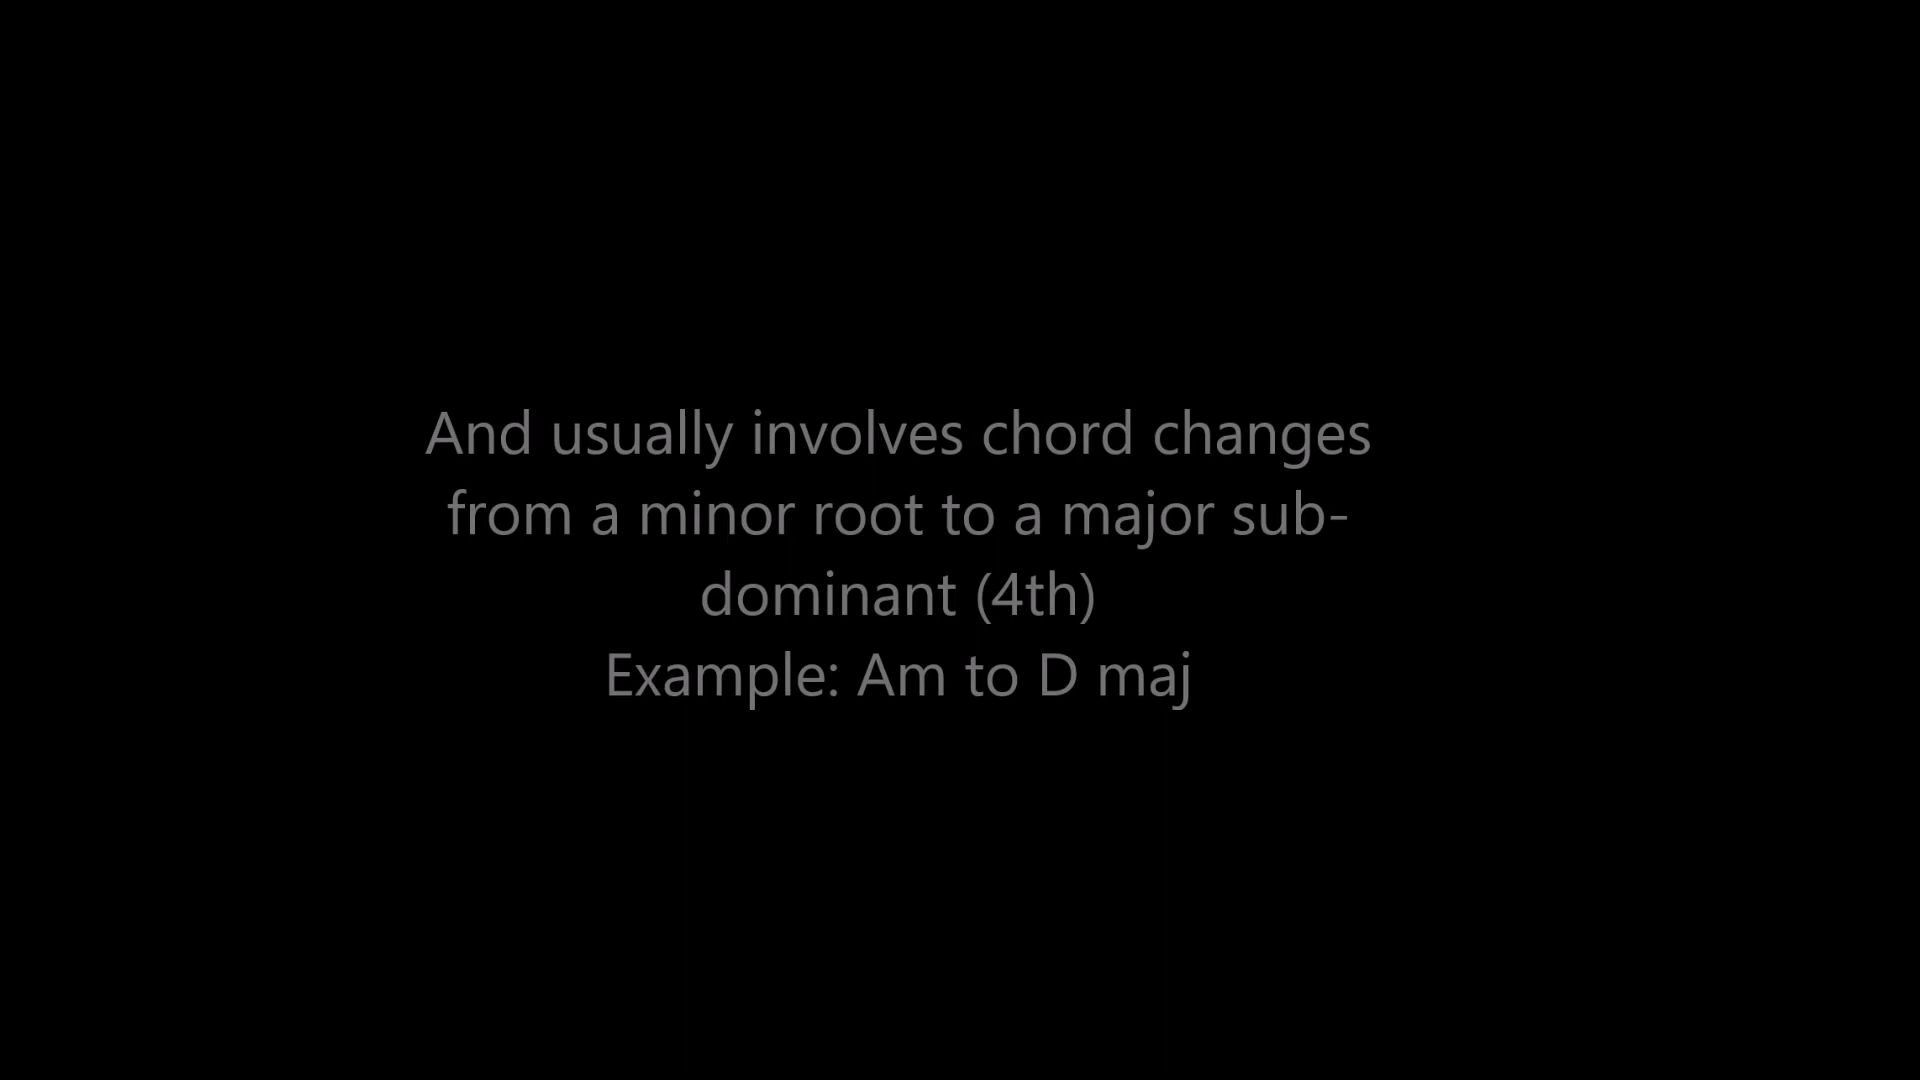 And usually involves chord changes
from a minor root to a major sub-
dominant (4th)
Example: Am to D maj